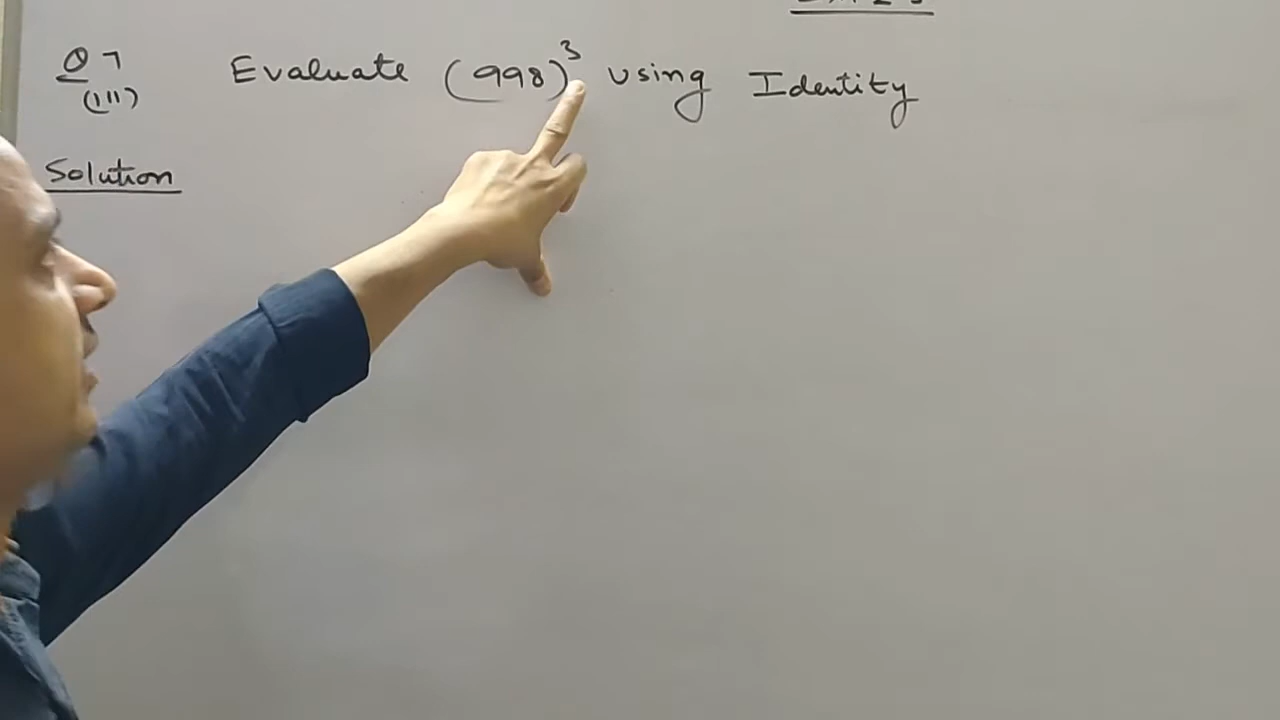 Q 7 Evaluate (998)³ using Identity
(iii)
Solution